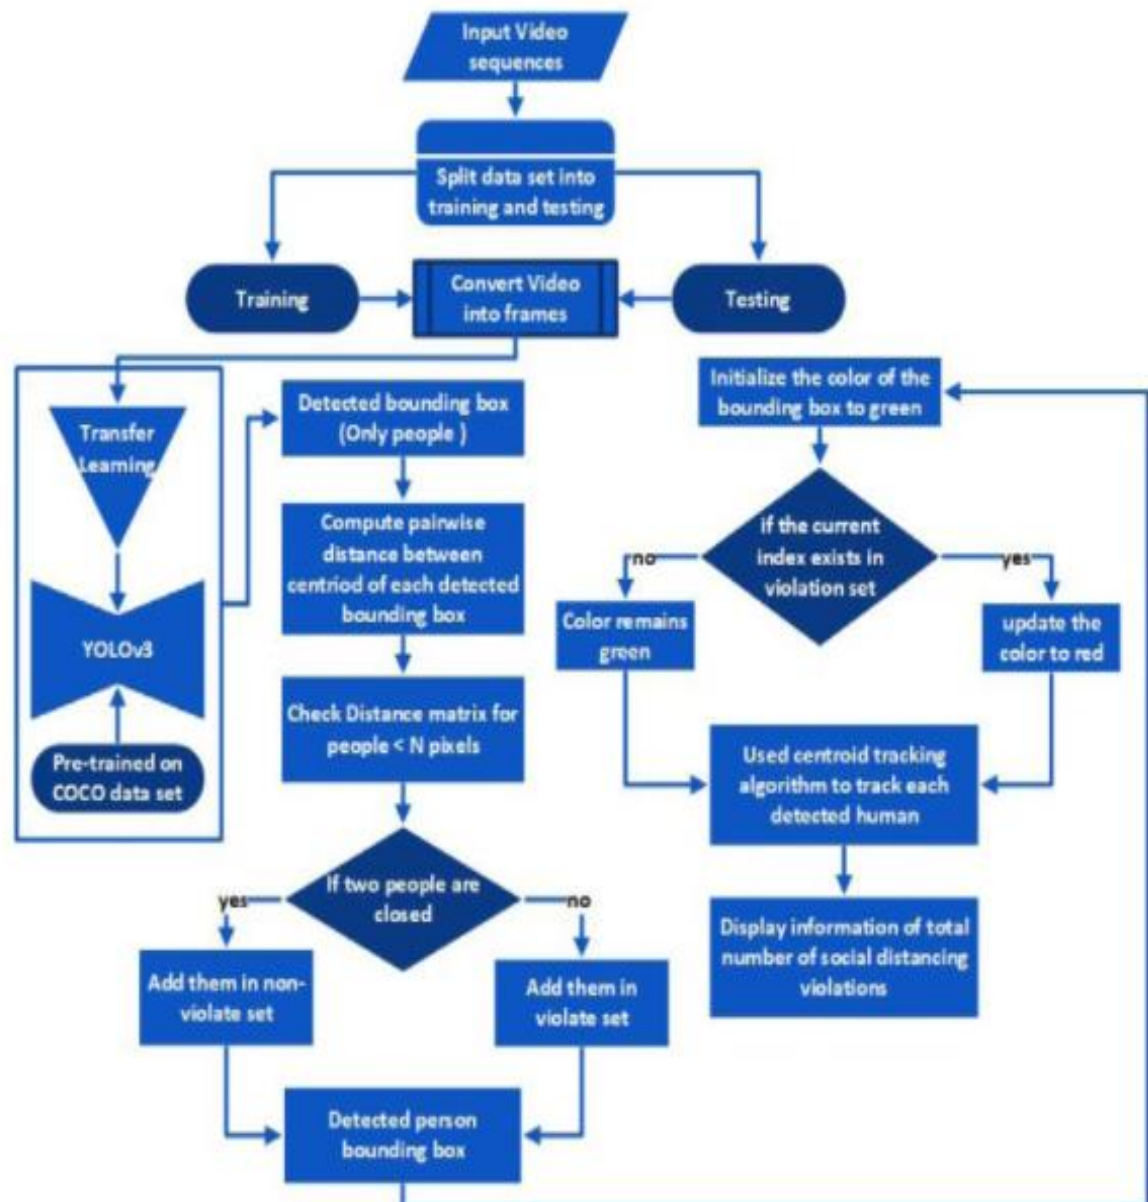 Input Video
sequences
Split data set into
training and testing
Training
Convert Video
into frames
Testing
Transfer
Learning
YOLOv3
Pre-trained on
COCO data set
Detected bounding box
(Only people )
Compute pairwise
distance between
centriod of each detected
bounding box
Check Distance matrix for
people < N pixels
If two people are
closed
yes
no
Add them in non-
violate set
Add them in
violate set
Detected person
bounding box
Initialize the color of the
bounding box to green
if the current
index exists in
violation set
no
yes
Color remains
green
update the
color to red
Used centroid tracking
algorithm to track each
detected human
Display information of total
number of social distancing
violations